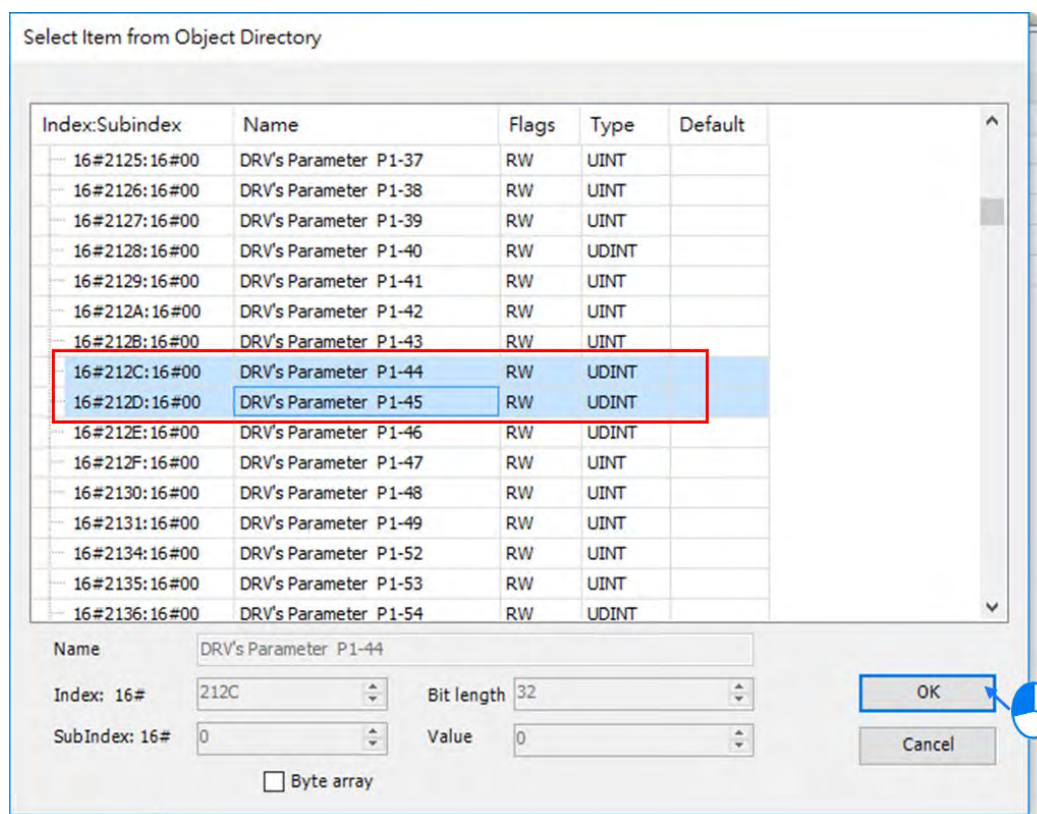 Select Item from Object Directory
Index:Subindex Name Flags Type Default
16#2125:16#00 DRV's Parameter P1-37 RW UINT
16#2126:16#00 DRV's Parameter P1-38 RW UINT
16#2127:16#00 DRV's Parameter P1-39 RW UINT
16#2128:16#00 DRV's Parameter P1-40 RW UDINT
16#2129:16#00 DRV's Parameter P1-41 RW UINT
16#212A:16#00 DRV's Parameter P1-42 RW UINT
16#212B:16#00 DRV's Parameter P1-43 RW UINT
16#212C:16#00 DRV's Parameter P1-44 RW UDINT
16#212D:16#00 DRV's Parameter P1-45 RW UDINT
16#212E:16#00 DRV's Parameter P1-46 RW UDINT
16#212F:16#00 DRV's Parameter P1-47 RW UINT
16#2130:16#00 DRV's Parameter P1-48 RW UINT
16#2131:16#00 DRV's Parameter P1-49 RW UINT
16#2134:16#00 DRV's Parameter P1-52 RW UINT
16#2135:16#00 DRV's Parameter P1-53 RW UINT
16#2136:16#00 DRV's Parameter P1-54 RW UDINT
Name DRV's Parameter P1-44
Index: 16# 212C Bit length 32 OK
SubIndex: 16# 0 Value 0 Cancel
Byte array